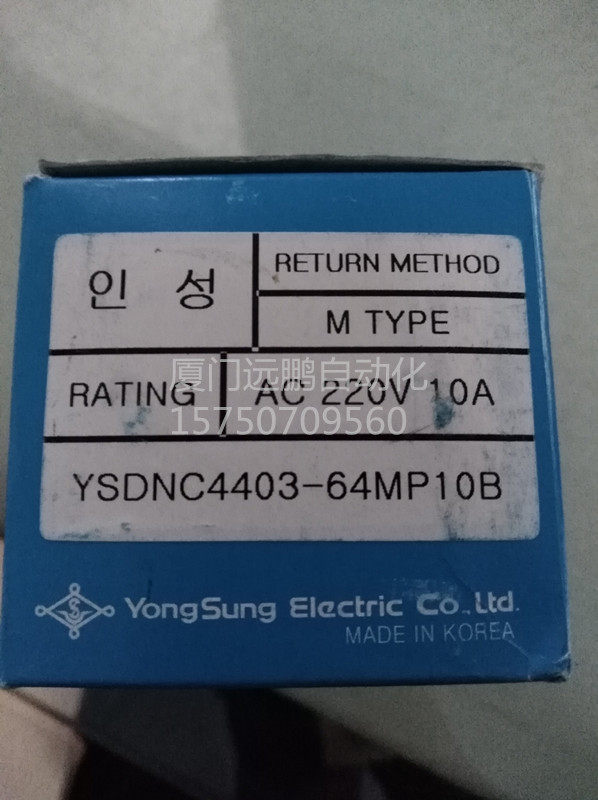 인 성
RETURN METHOD
M TYPE
厦门远鹏自动化
RATING
AC 220V 10A
15750709560
YSDNC4403-64MP10B
YongSung Electric Co.,Ltd.
MADE IN KOREA